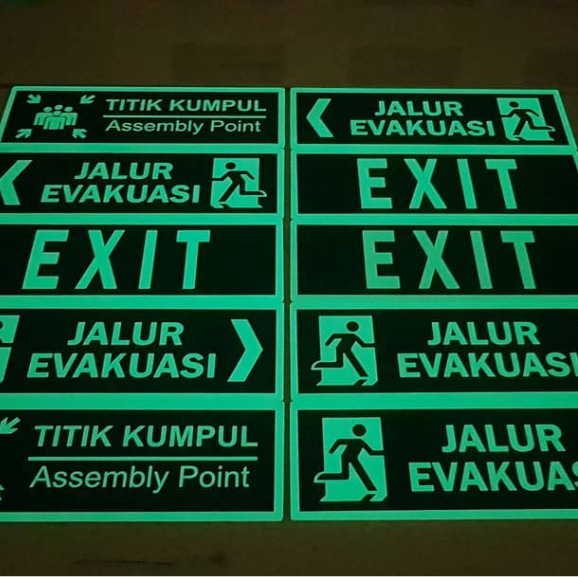 TITIK KUMPUL
Assembly Point
JALUR
EVAKUASI
EXIT
JALUR
EVAKUASI
TITIK KUMPUL
Assembly Point
JALUR
EVAKUASI
EXIT
EXIT
JALUR
EVAKUASI
JALUR
EVAKUASI